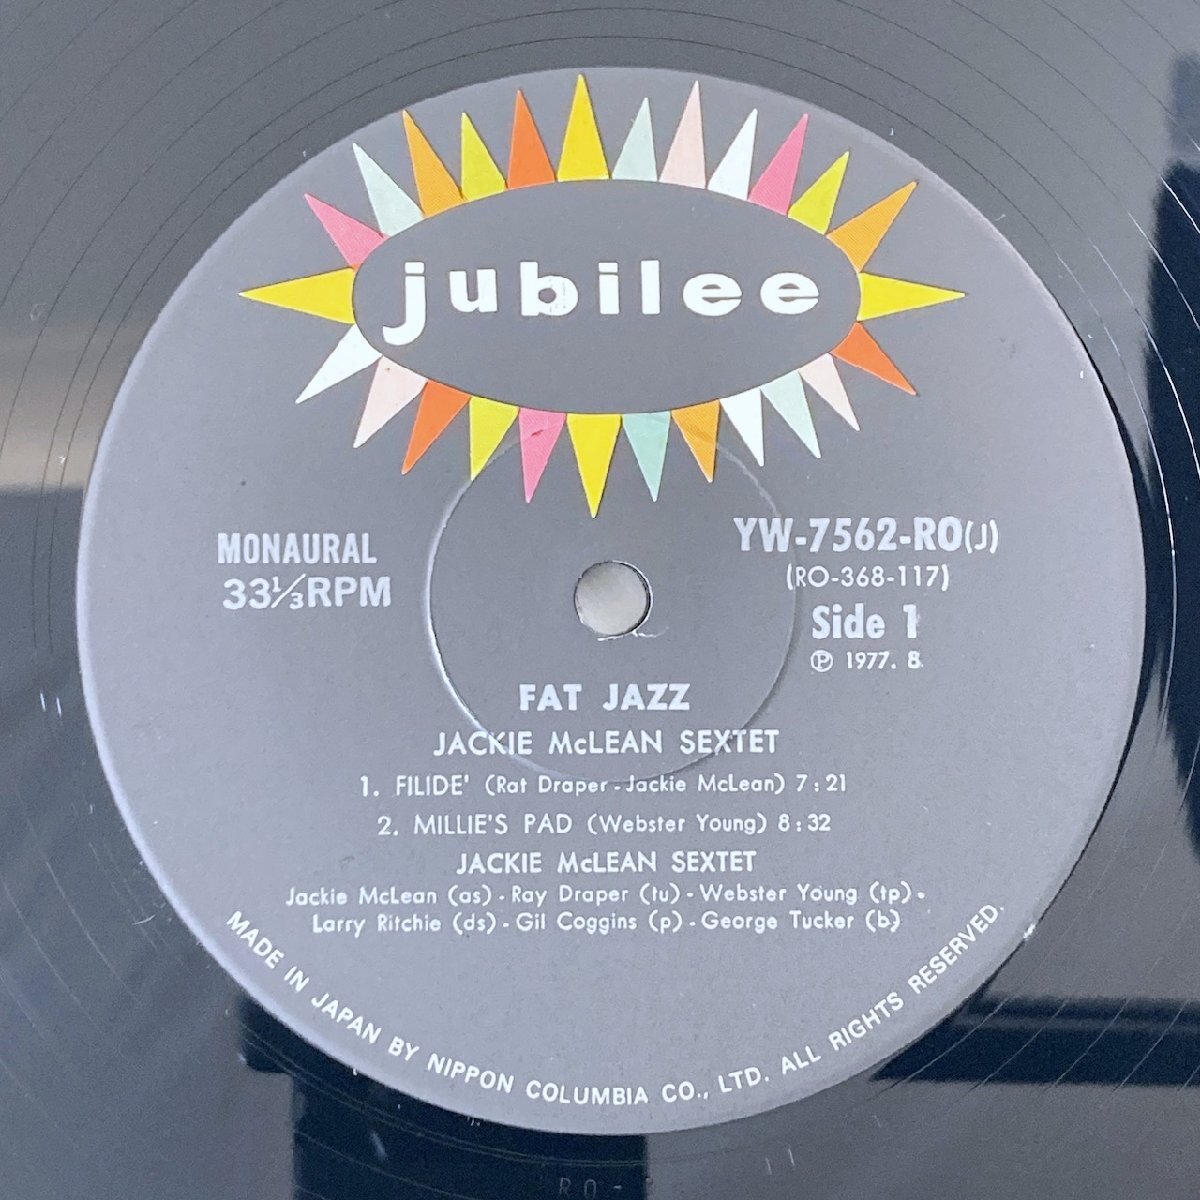 jubilee
MONAURAL
33⅓RPM
YW-7562-RO(J)
(RO-368-117)
Side 1
Ⓟ 1977. 8
FAT JAZZ
JACKIE McLEAN SEXTET
1. FILIDE' (Rat Draper-Jackie McLean) 7:21
2. MILLIE'S PAD (Webster Young) 8:32
JACKIE McLEAN SEXTET
Jackie McLean (as)-Ray Draper (tu)-Webster Young (tp)-
Larry Ritchie (ds)-Gil Coggins (p)-George Tucker (b)
MADE IN JAPAN BY NIPPON COLUMBIA CO., LTD. ALL RIGHTS RESERVED.
RO-